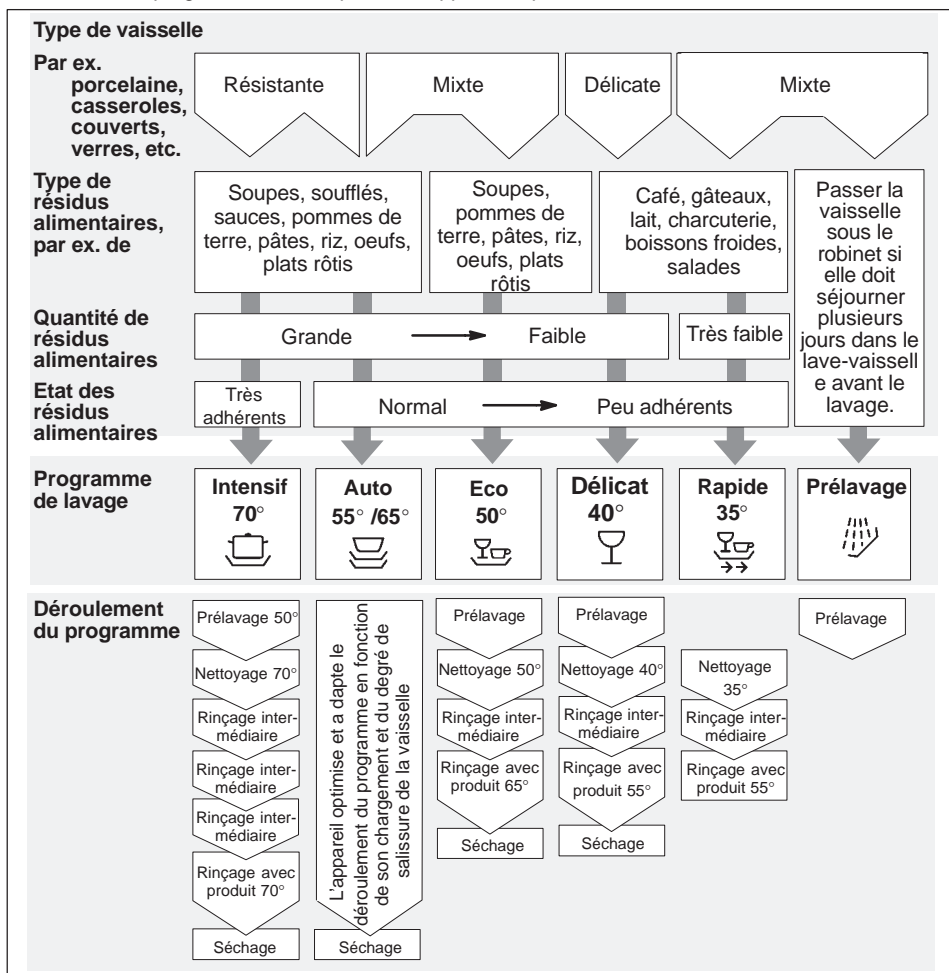 Type de vaisselle
Par ex.
porcelaine,
casseroles,
couverts,
verres, etc.
Résistante
Mixte
Délicate
Mixte
Type de
résidus
alimentaires,
par ex. de
Soupes, soufflés,
sauces, pommes de
terre, pâtes, riz, oeufs,
plats rôtis
Soupes,
pommes de
terre, pâtes, riz,
oeufs, plats
rôtis
Café, gâteaux,
lait, charcuterie,
boissons froides,
salades
Passer la
vaisselle
sous le
robinet si
elle doit
séjourner
plusieurs
jours dans le
lave-vaissell
e avant le
lavage.
Quantité de
résidus
alimentaires
Grande
Faible
Très faible
Etat des
résidus
alimentaires
Très
adhérents
Normal
Peu adhérents
Programme
de lavage
Intensif
70°
Auto
55° /65°
Eco
50°
Délicat
40°
Rapide
35°
Prélavage
Déroulement
du programme
Prélavage 50°
Nettoyage 70°
Rinçage inter-
médiaire
Rinçage inter-
médiaire
Rinçage inter-
médiaire
Rinçage avec
produit 70°
Séchage
L'appareil optimise et a dapte le
déroulement du programme en fonction
de son chargement et du degré de
salissure de la vaisselle
Séchage
Prélavage
Nettoyage 50°
Rinçage inter-
médiaire
Rinçage avec
produit 65°
Séchage
Prélavage
Nettoyage 40°
Rinçage inter-
médiaire
Rinçage avec
produit 55°
Séchage
Nettoyage
35°
Rinçage inter-
médiaire
Rinçage avec
produit 55°
Prélavage